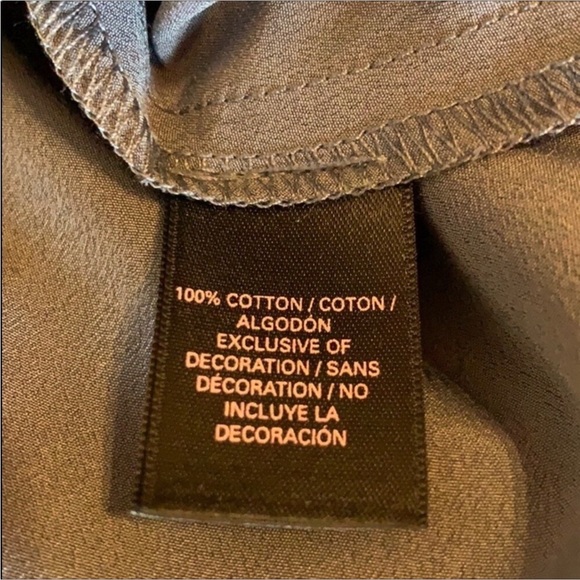 100% COTTON / COTON /
ALGODÓN
EXCLUSIVE OF
DECORATION / SANS
DÉCORATION / NO
INCLUYE LA
DECORACIÓN